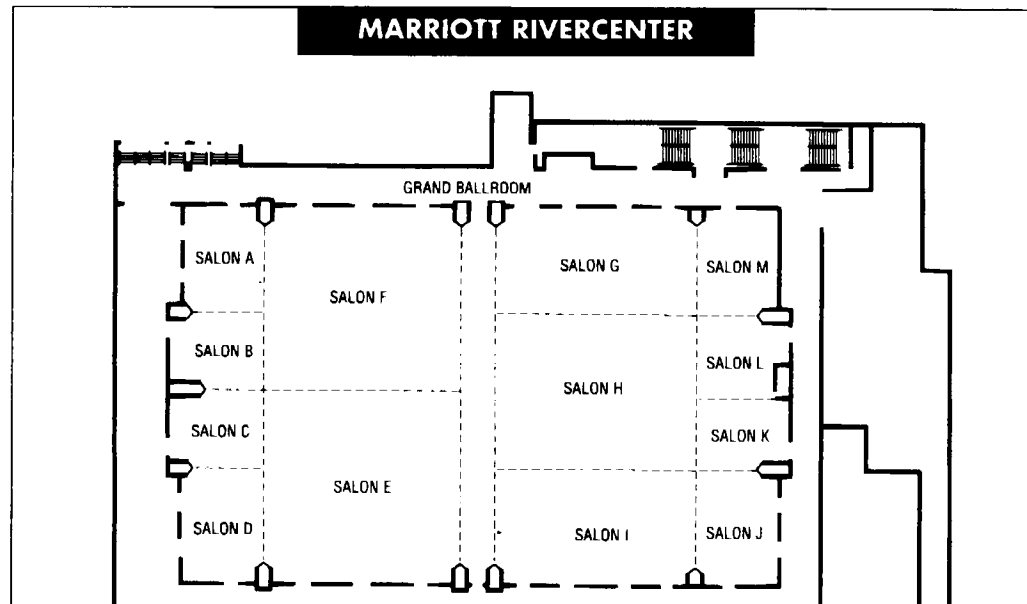 MARRIOTT RIVERCENTER
GRAND BALLROOM
SALON A
SALON F
SALON G
SALON M
SALON B
SALON L
SALON H
SALON C
SALON K
SALON E
SALON D
SALON I
SALON J